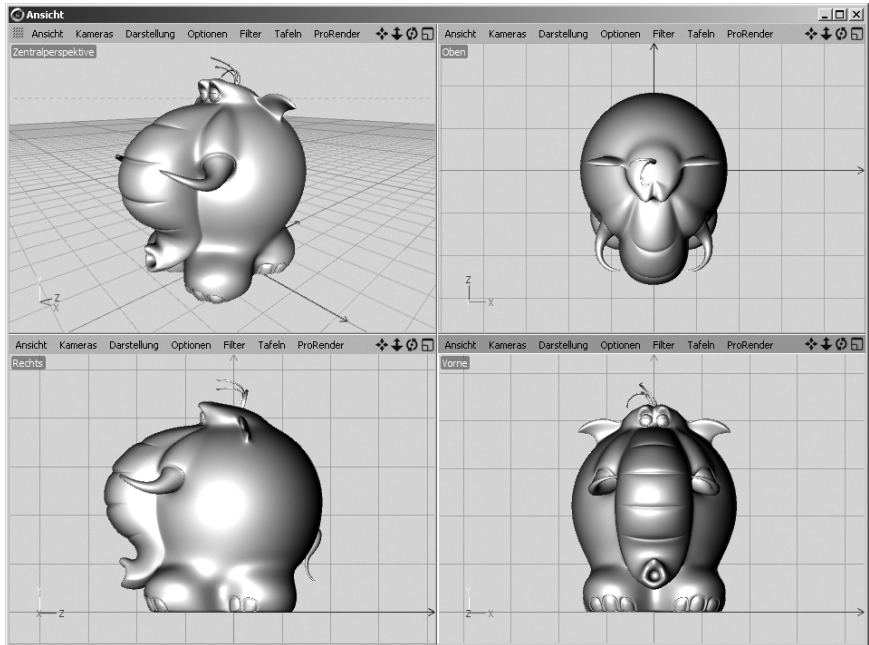 Ansicht
Ansicht Kameras Darstellung Optionen Filter Tafeln ProRender
Zentralperspektive
Y
Z
X
Ansicht Kameras Darstellung Optionen Filter Tafeln ProRender
Oben
Z
X
Ansicht Kameras Darstellung Optionen Filter Tafeln ProRender
Rechts
Y
X Z
Ansicht Kameras Darstellung Optionen Filter Tafeln ProRender
Vorne
Y
Z X